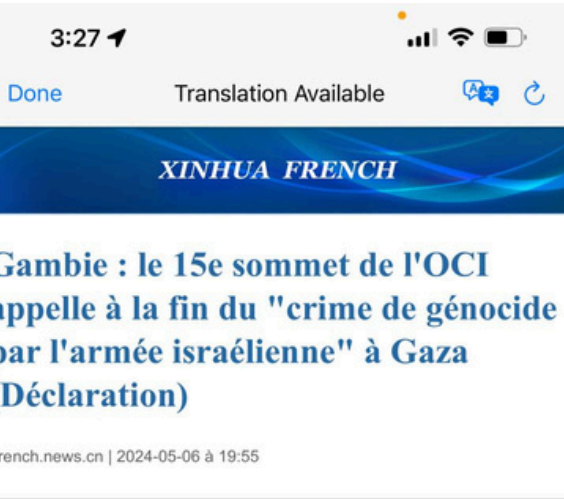 3:27
Done Translation Available
XINHUA FRENCH
Gambie : le 15e sommet de l'OCI
appelle à la fin du "crime de génocide
par l'armée israélienne" à Gaza
(Déclaration)
french.news.cn | 2024-05-06 à 19:55